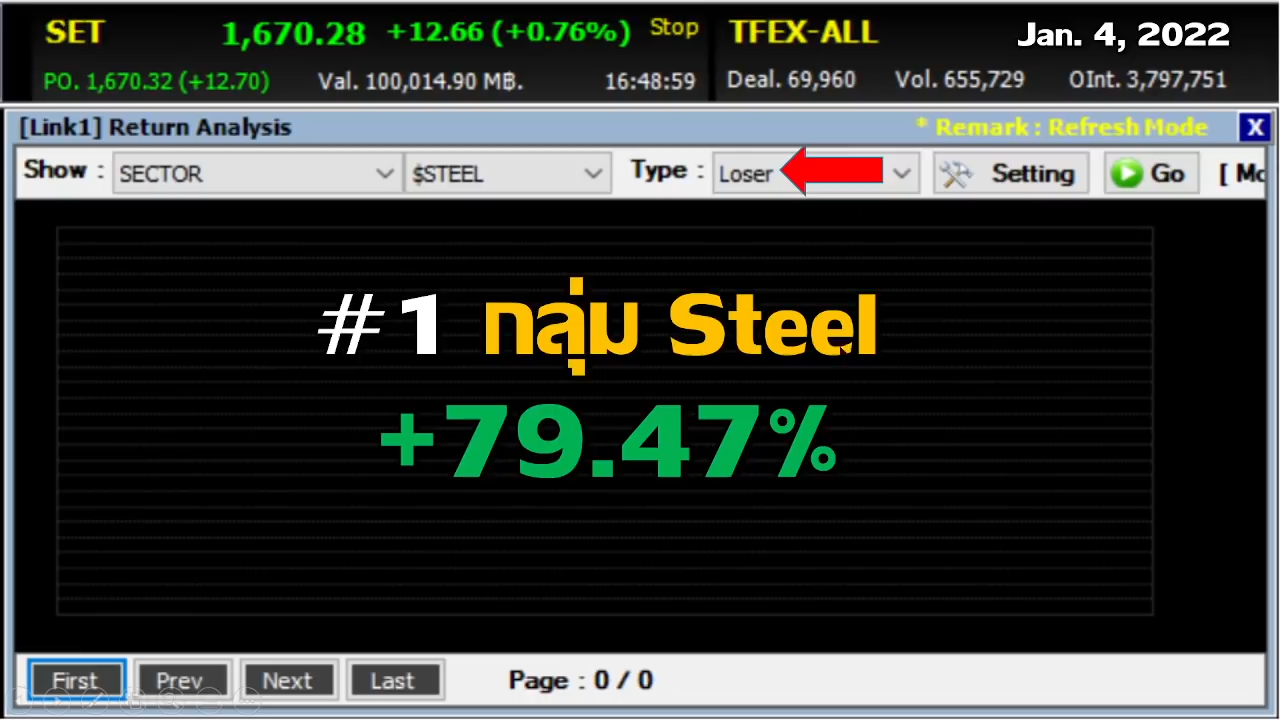 SET 1,670.28 +12.66 (+0.76%) Stop TFEX-ALL Jan. 4, 2022
PO. 1,670.32 (+12.70) Val. 100,014.90 MB. 16:48:59 Deal. 69,960 Vol. 655,729 OInt. 3,797,751
[Link1] Return Analysis * Remark : Refresh Mode X
Show : SECTOR $STEEL Type : Loser Setting Go [ Mo
#1 กลุ่ม Steel
+79.47%
First Prev Next Last Page : 0 / 0